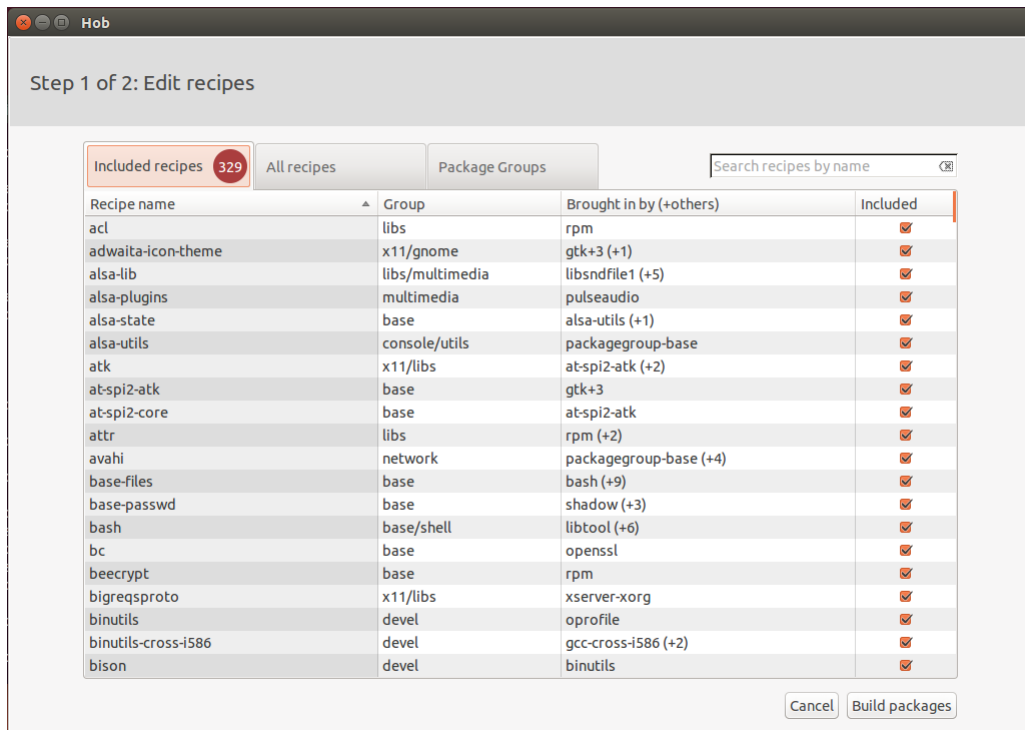 Hob
Step 1 of 2: Edit recipes
Included recipes 329 All recipes Package Groups Search recipes by name
Recipe name Group Brought in by (+others) Included
acl libs rpm
adwaita-icon-theme x11/gnome gtk+3 (+1)
alsa-lib libs/multimedia libsndfile1 (+5)
alsa-plugins multimedia pulseaudio
alsa-state base alsa-utils (+1)
alsa-utils console/utils packagegroup-base
atk x11/libs at-spi2-atk (+2)
at-spi2-atk base gtk+3
at-spi2-core base at-spi2-atk
attr libs rpm (+2)
avahi network packagegroup-base (+4)
base-files base bash (+9)
base-passwd base shadow (+3)
bash base/shell libtool (+6)
bc base openssl
beecrypt base rpm
bigreqsproto x11/libs xserver-xorg
binutils devel oprofile
binutils-cross-i586 devel gcc-cross-i586 (+2)
bison devel binutils
Cancel Build packages